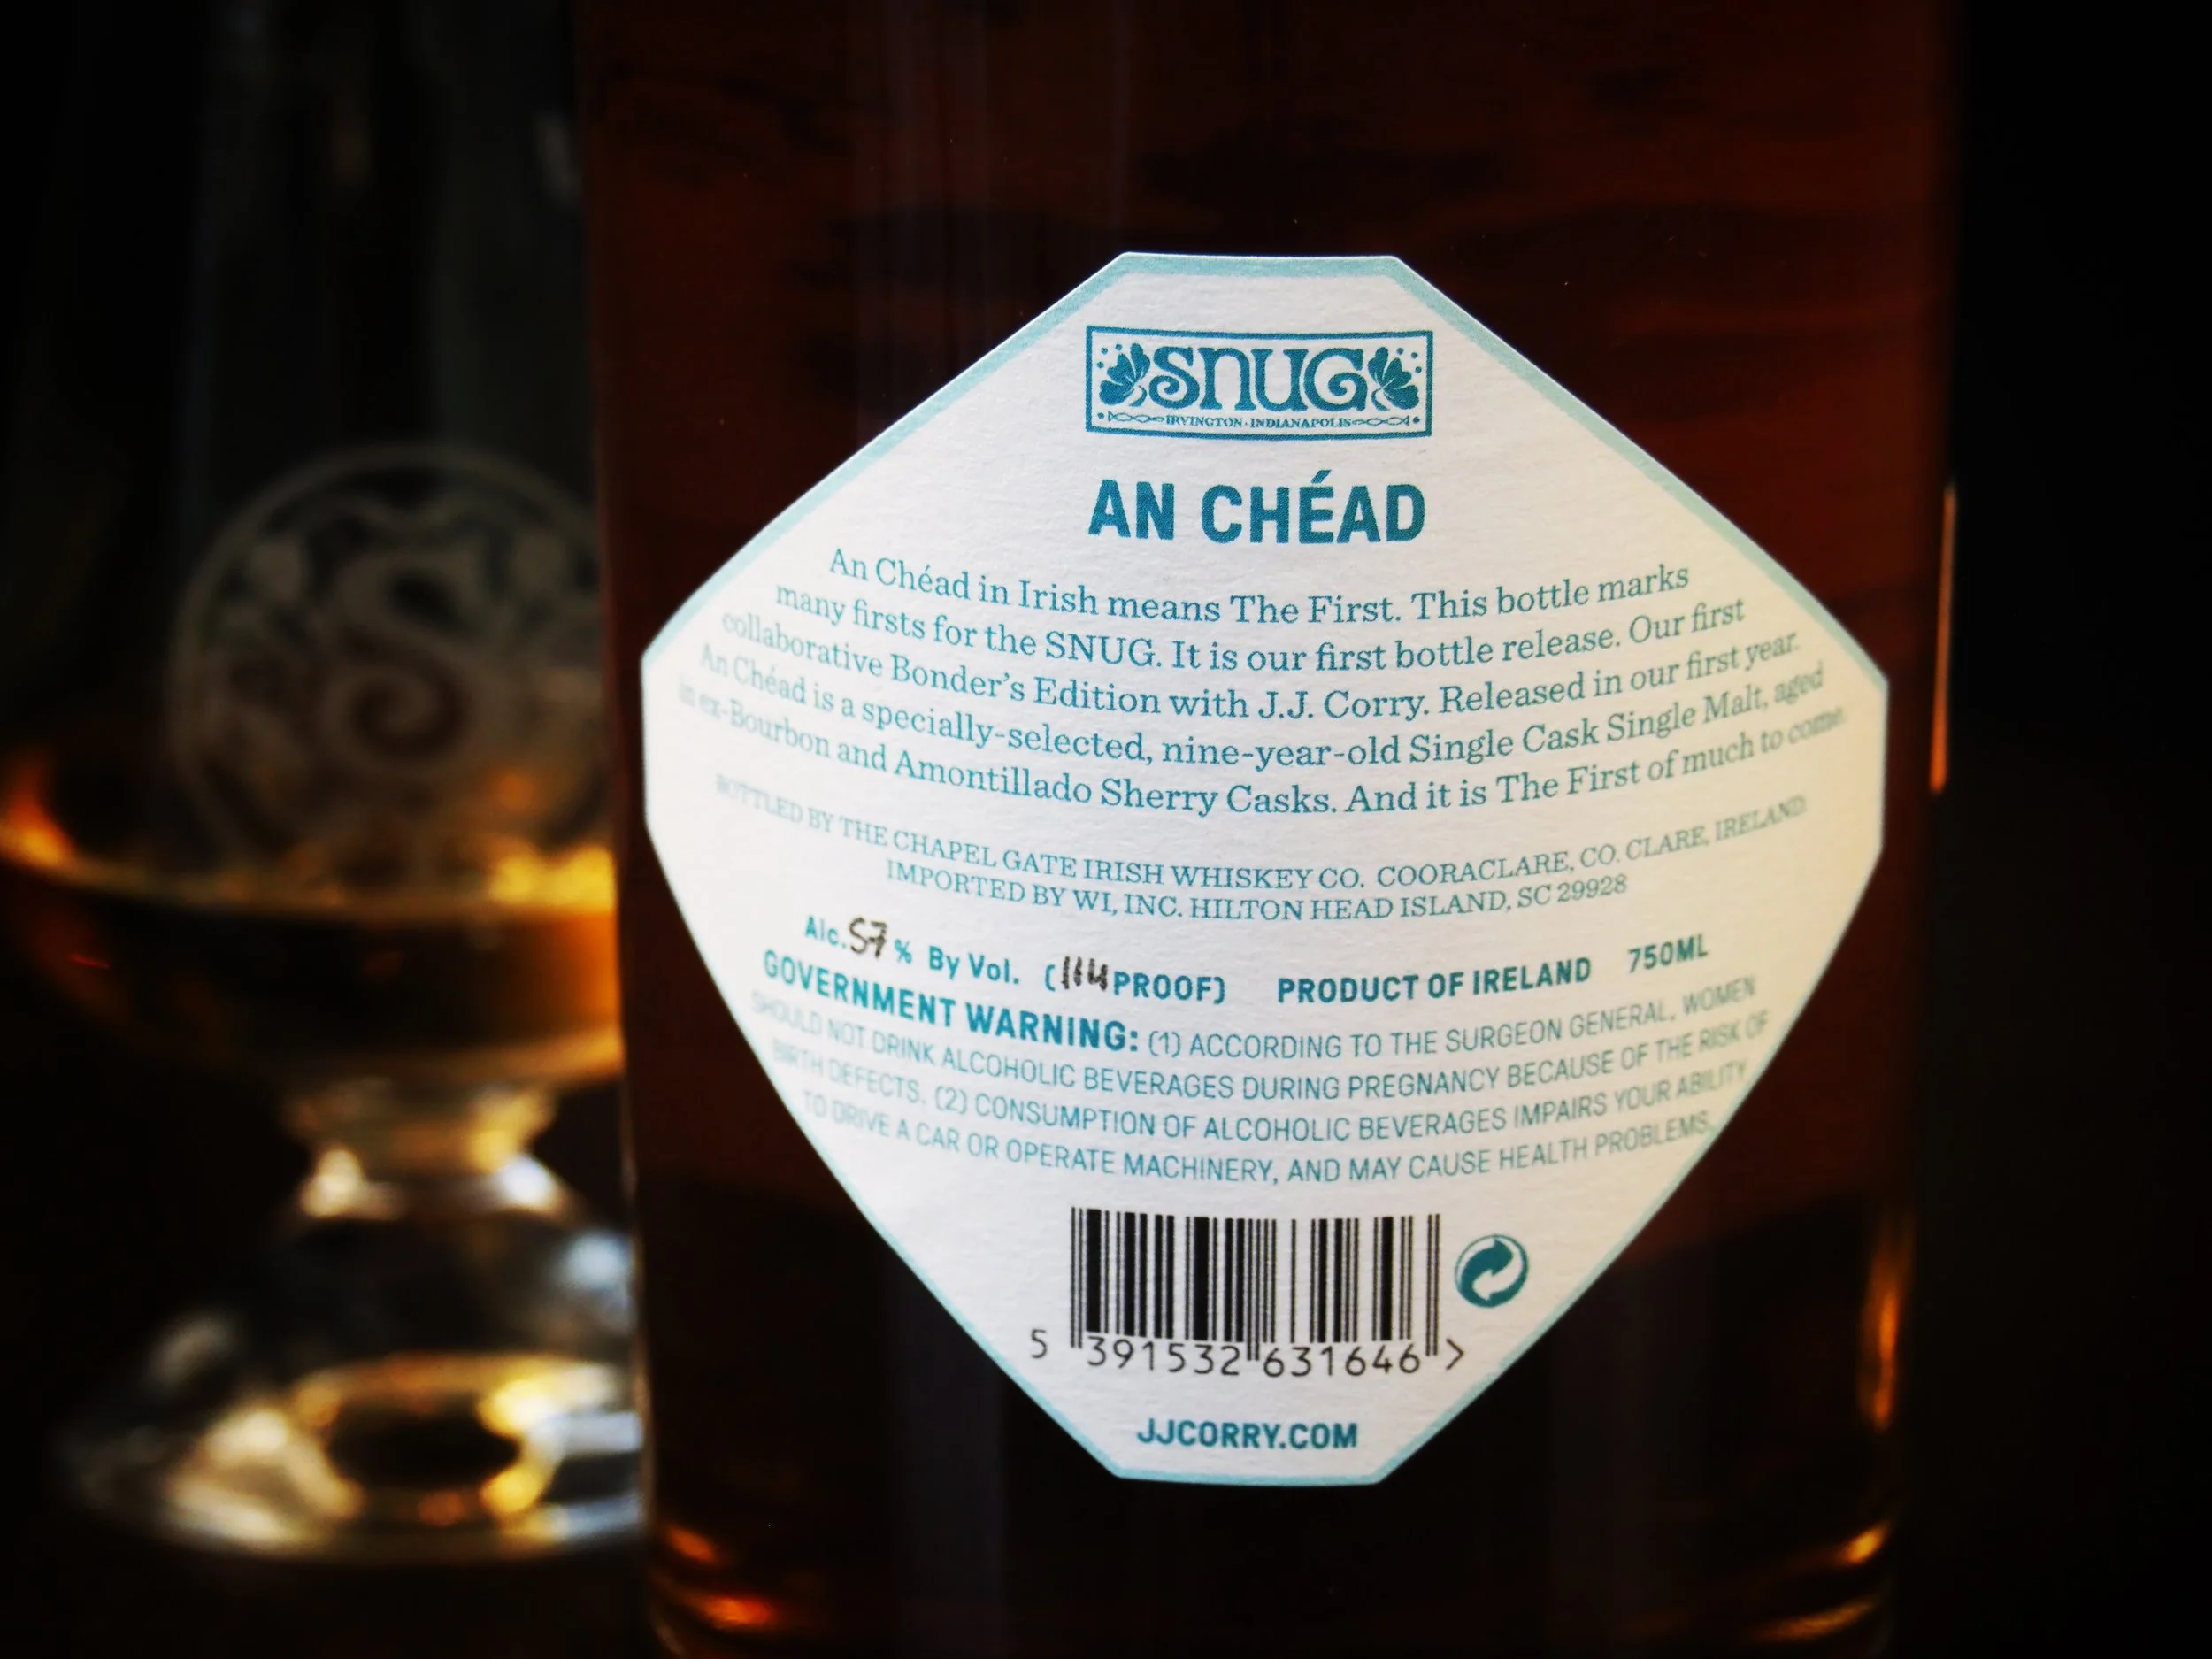 SNUG
IRVINGTON · INDIANAPOLIS
AN CHÉAD
An Chéad in Irish means The First. This bottle marks
many firsts for the SNUG. It is our first bottle release. Our first
collaborative Bonder's Edition with J.J. Corry. Released in our first year.
An Chéad is a specially-selected, nine-year-old Single Cask Single Malt, aged
in ex-Bourbon and Amontillado Sherry Casks. And it is The First of much to come.
BOTTLED BY THE CHAPEL GATE IRISH WHISKEY CO. COORACLARE, CO. CLARE, IRELAND.
IMPORTED BY WI, INC. HILTON HEAD ISLAND, SC 29928
Alc. 57 % By Vol. (114 PROOF) PRODUCT OF IRELAND 750ML
GOVERNMENT WARNING: (1) ACCORDING TO THE SURGEON GENERAL, WOMEN
SHOULD NOT DRINK ALCOHOLIC BEVERAGES DURING PREGNANCY BECAUSE OF THE RISK OF
BIRTH DEFECTS. (2) CONSUMPTION OF ALCOHOLIC BEVERAGES IMPAIRS YOUR ABILITY
TO DRIVE A CAR OR OPERATE MACHINERY, AND MAY CAUSE HEALTH PROBLEMS.
5 391532 631646 >
JJCORRY.COM
S